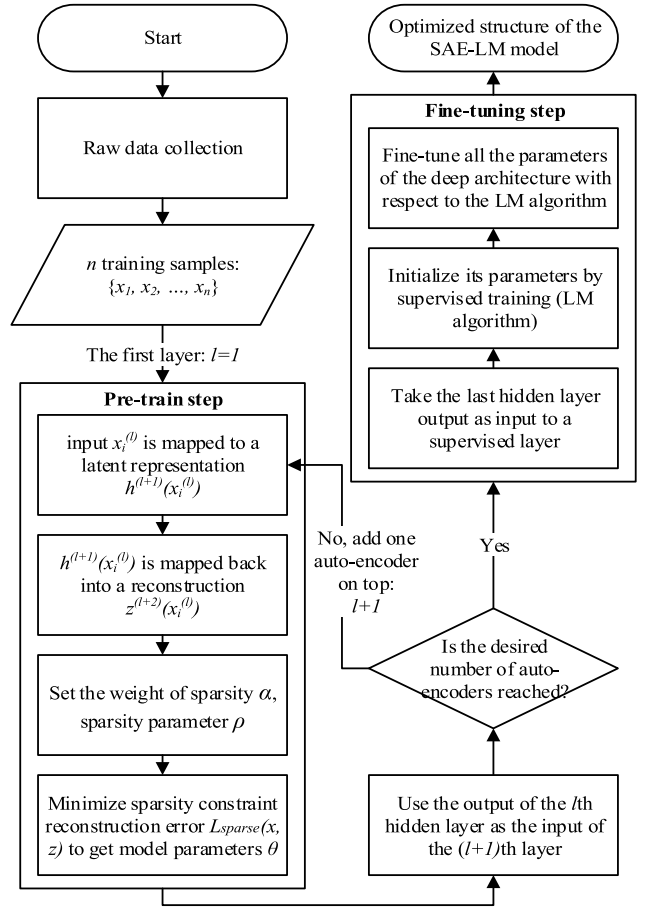 Start
Raw data collection
n training samples:
{x₁, x₂, …, xₙ}
The first layer: l=1
Pre-train step
input xᵢ⁽ˡ⁾ is mapped to a
latent representation
h⁽ˡ⁺¹⁾(xᵢ⁽ˡ⁾)
h⁽ˡ⁺¹⁾(xᵢ⁽ˡ⁾) is mapped back
into a reconstruction
z⁽ˡ⁺²⁾(xᵢ⁽ˡ⁾)
Set the weight of sparsity α,
sparsity parameter ρ
Minimize sparsity constraint
reconstruction error Lsparse(x,
z) to get model parameters θ
Use the output of the lth
hidden layer as the input of
the (l+1)th layer
Is the desired
number of auto-
encoders reached?
No, add one
auto-encoder
on top:
l+1
Yes
Fine-tuning step
Take the last hidden layer
output as input to a
supervised layer
Initialize its parameters by
supervised training (LM
algorithm)
Fine-tune all the parameters
of the deep architecture with
respect to the LM algorithm
Optimized structure of the
SAE-LM model